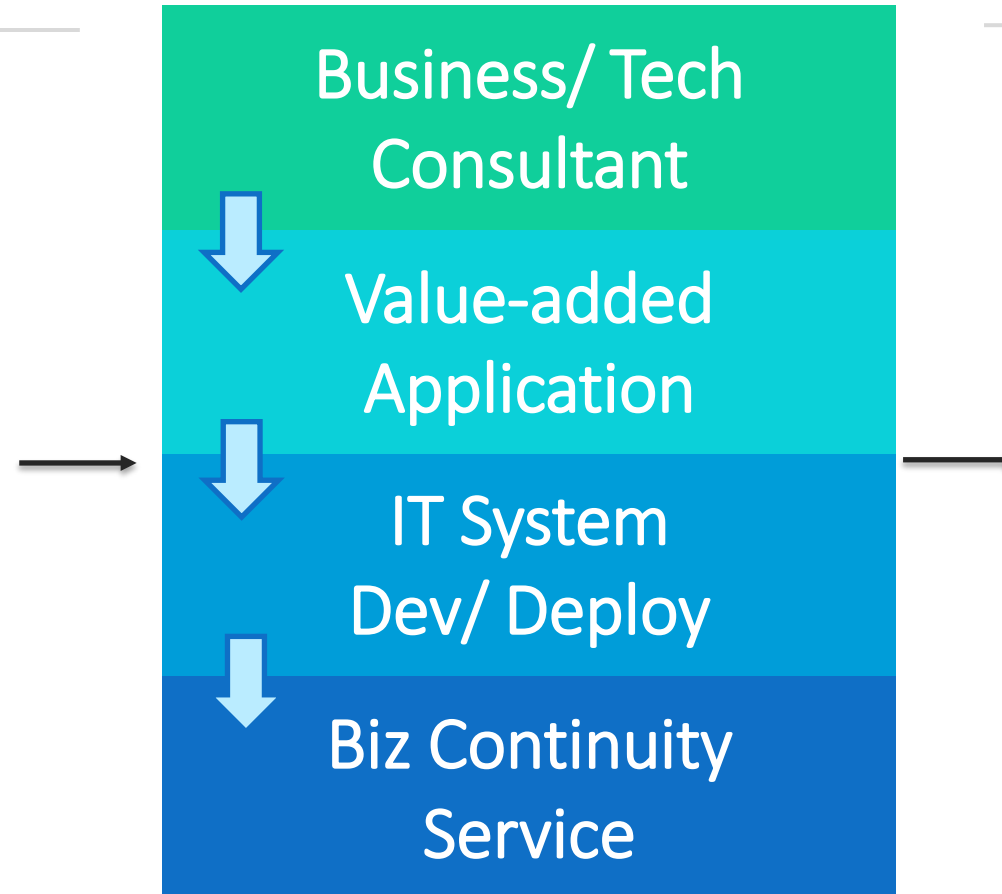 Business/ Tech
Consultant
Value-added
Application
IT System
Dev/ Deploy
Biz Continuity
Service